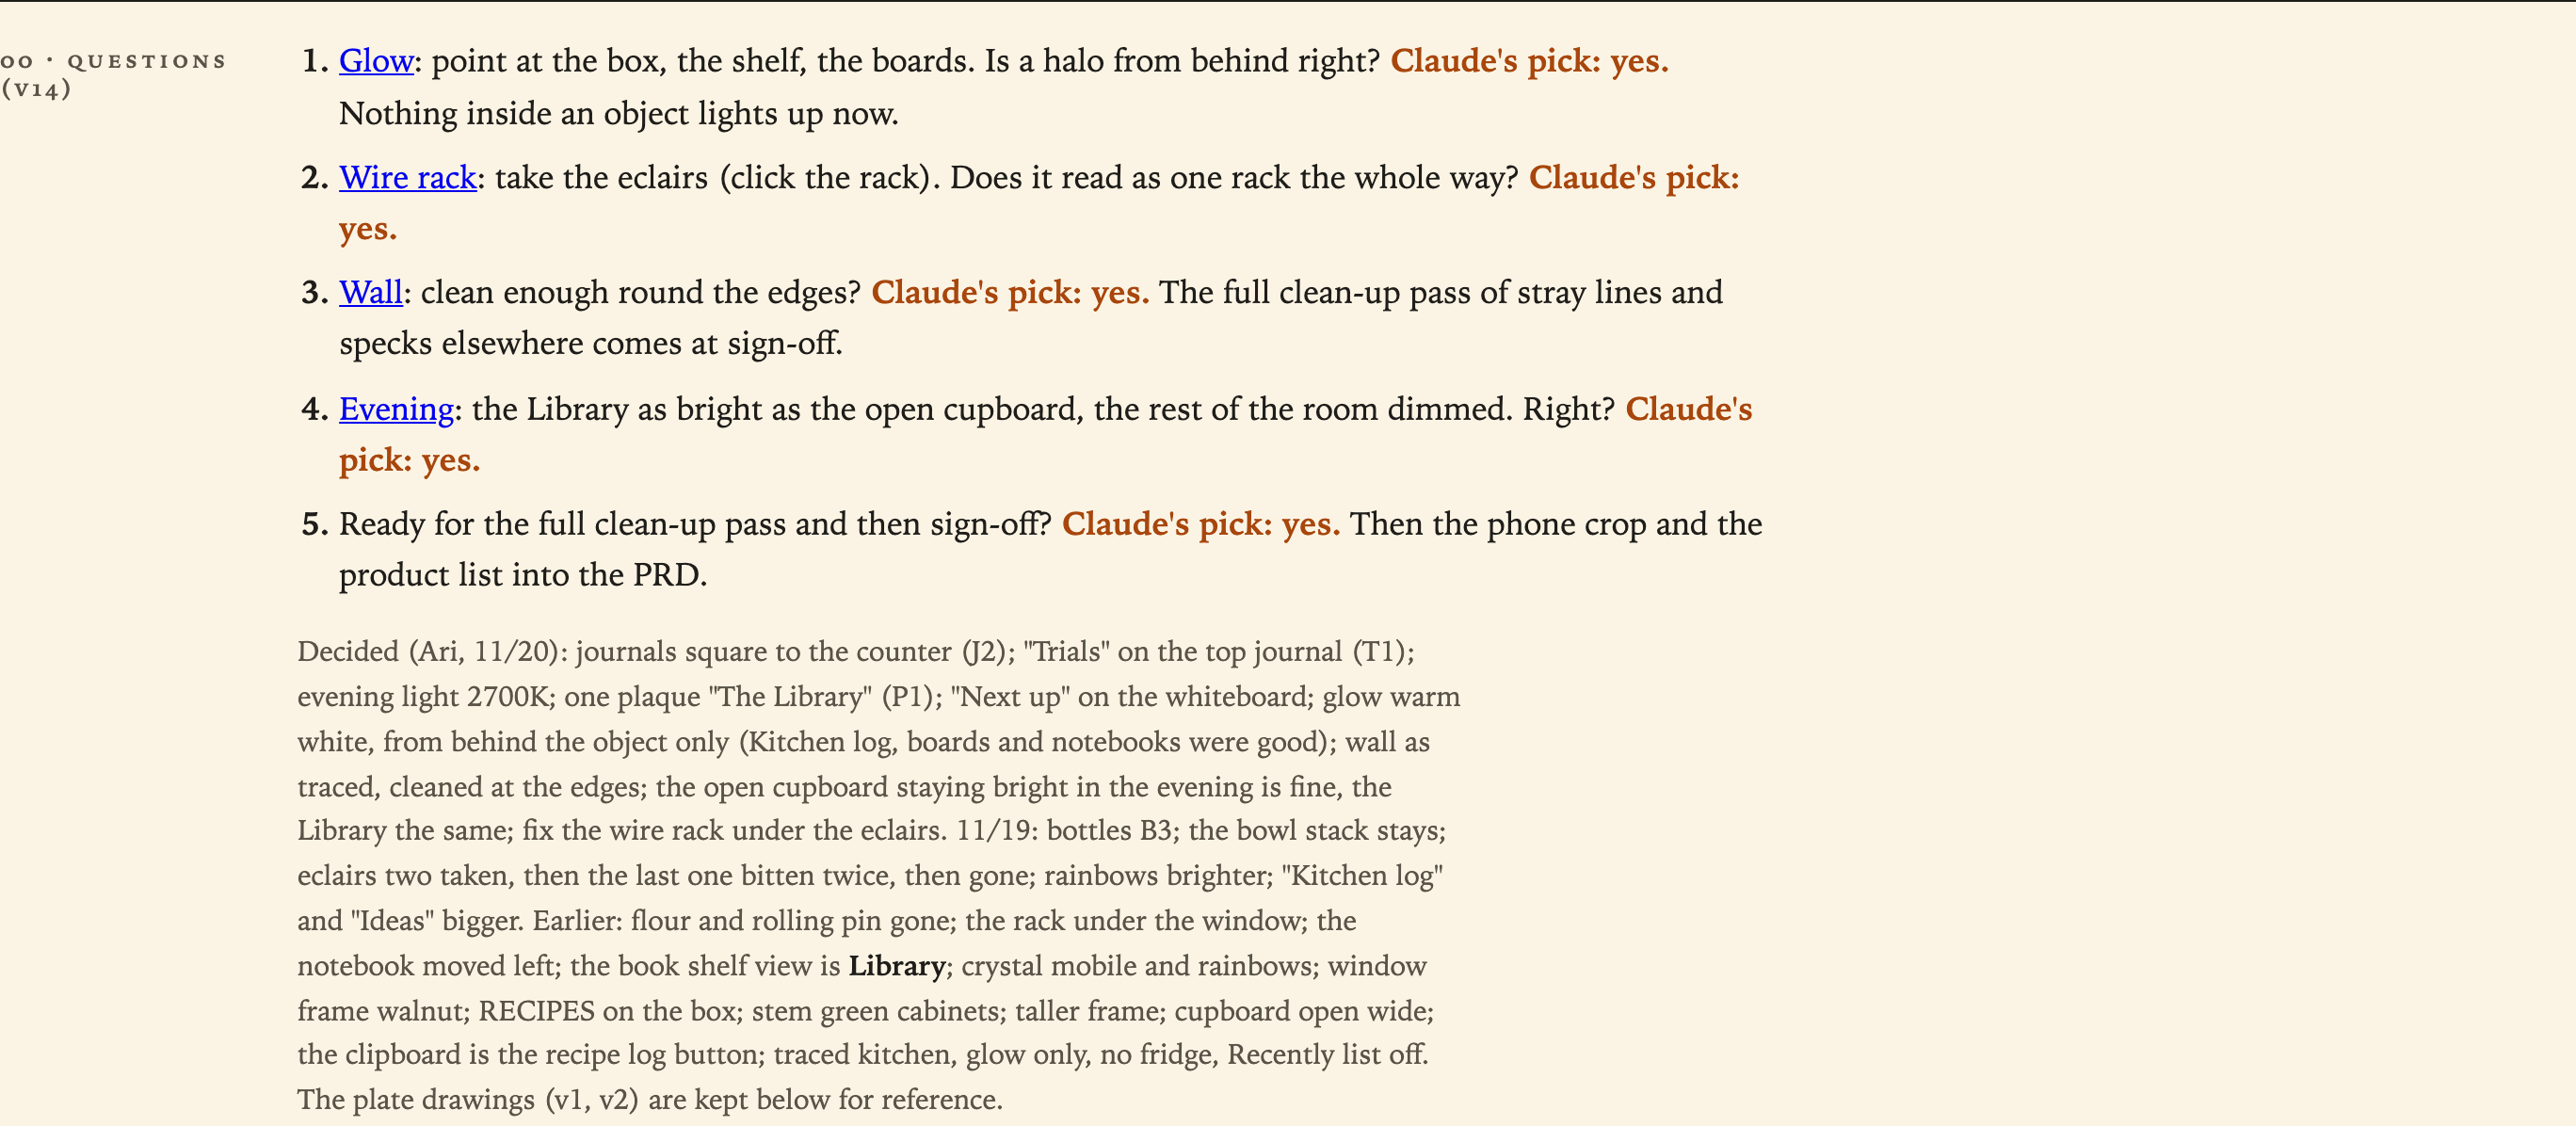 00 · QUESTIONS
(V14)
1. Glow: point at the box, the shelf, the boards. Is a halo from behind right? Claude's pick: yes.
Nothing inside an object lights up now.
2. Wire rack: take the eclairs (click the rack). Does it read as one rack the whole way? Claude's pick:
yes.
3. Wall: clean enough round the edges? Claude's pick: yes. The full clean-up pass of stray lines and
specks elsewhere comes at sign-off.
4. Evening: the Library as bright as the open cupboard, the rest of the room dimmed. Right? Claude's
pick: yes.
5. Ready for the full clean-up pass and then sign-off? Claude's pick: yes. Then the phone crop and the
product list into the PRD.
Decided (Ari, 11/20): journals square to the counter (J2); "Trials" on the top journal (T1);
evening light 2700K; one plaque "The Library" (P1); "Next up" on the whiteboard; glow warm
white, from behind the object only (Kitchen log, boards and notebooks were good); wall as
traced, cleaned at the edges; the open cupboard staying bright in the evening is fine, the
Library the same; fix the wire rack under the eclairs. 11/19: bottles B3; the bowl stack stays;
eclairs two taken, then the last one bitten twice, then gone; rainbows brighter; "Kitchen log"
and "Ideas" bigger. Earlier: flour and rolling pin gone; the rack under the window; the
notebook moved left; the book shelf view is Library; crystal mobile and rainbows; window
frame walnut; RECIPES on the box; stem green cabinets; taller frame; cupboard open wide;
the clipboard is the recipe log button; traced kitchen, glow only, no fridge, Recently list off.
The plate drawings (v1, v2) are kept below for reference.